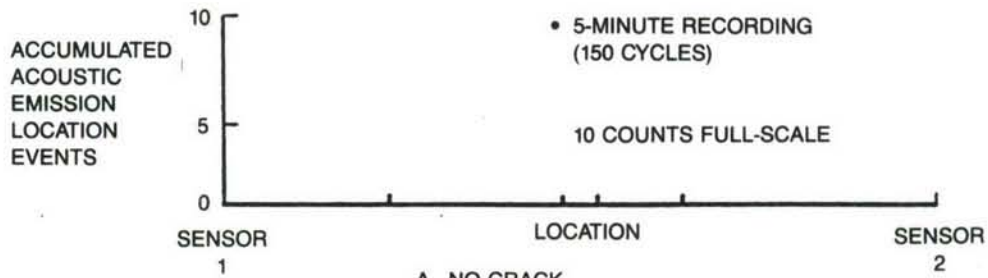 10
• 5-MINUTE RECORDING
(150 CYCLES)
ACCUMULATED
ACOUSTIC
EMISSION
LOCATION
EVENTS
5
10 COUNTS FULL-SCALE
0
SENSOR
1
LOCATION
SENSOR
2
A. NO CRACK